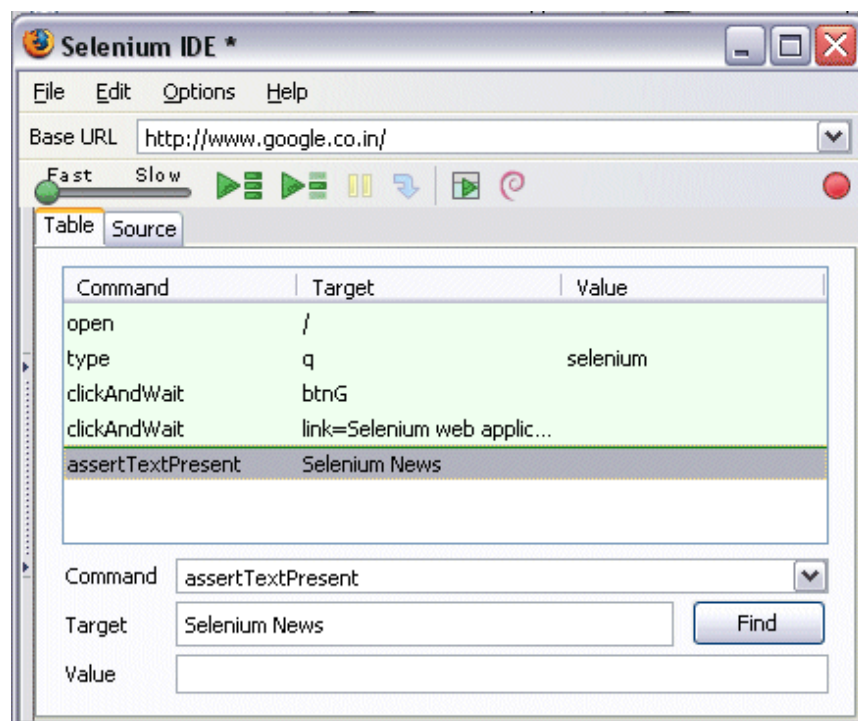 Selenium IDE *
File Edit Options Help
Base URL http://www.google.co.in/
Fast Slow
Table Source
Command Target Value
open /
type q selenium
clickAndWait btnG
clickAndWait link=Selenium web applic...
assertTextPresent Selenium News
Command assertTextPresent
Target Selenium News Find
Value